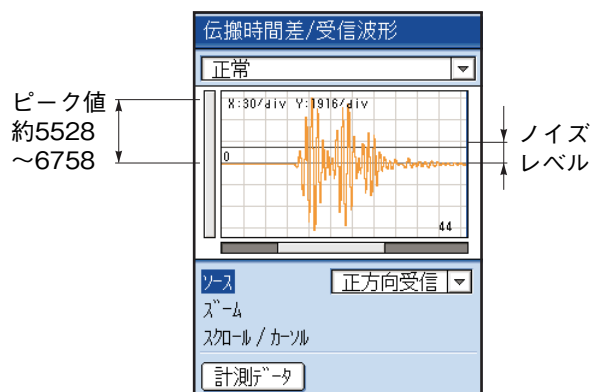 伝搬時間差/受信波形
正常
ピーク値
約5528
～6758
X:30/div Y:1916/div
0
44
ノイズ
レベル
ソース 正方向受信
ズーム
スクロール / カーソル
計測データ